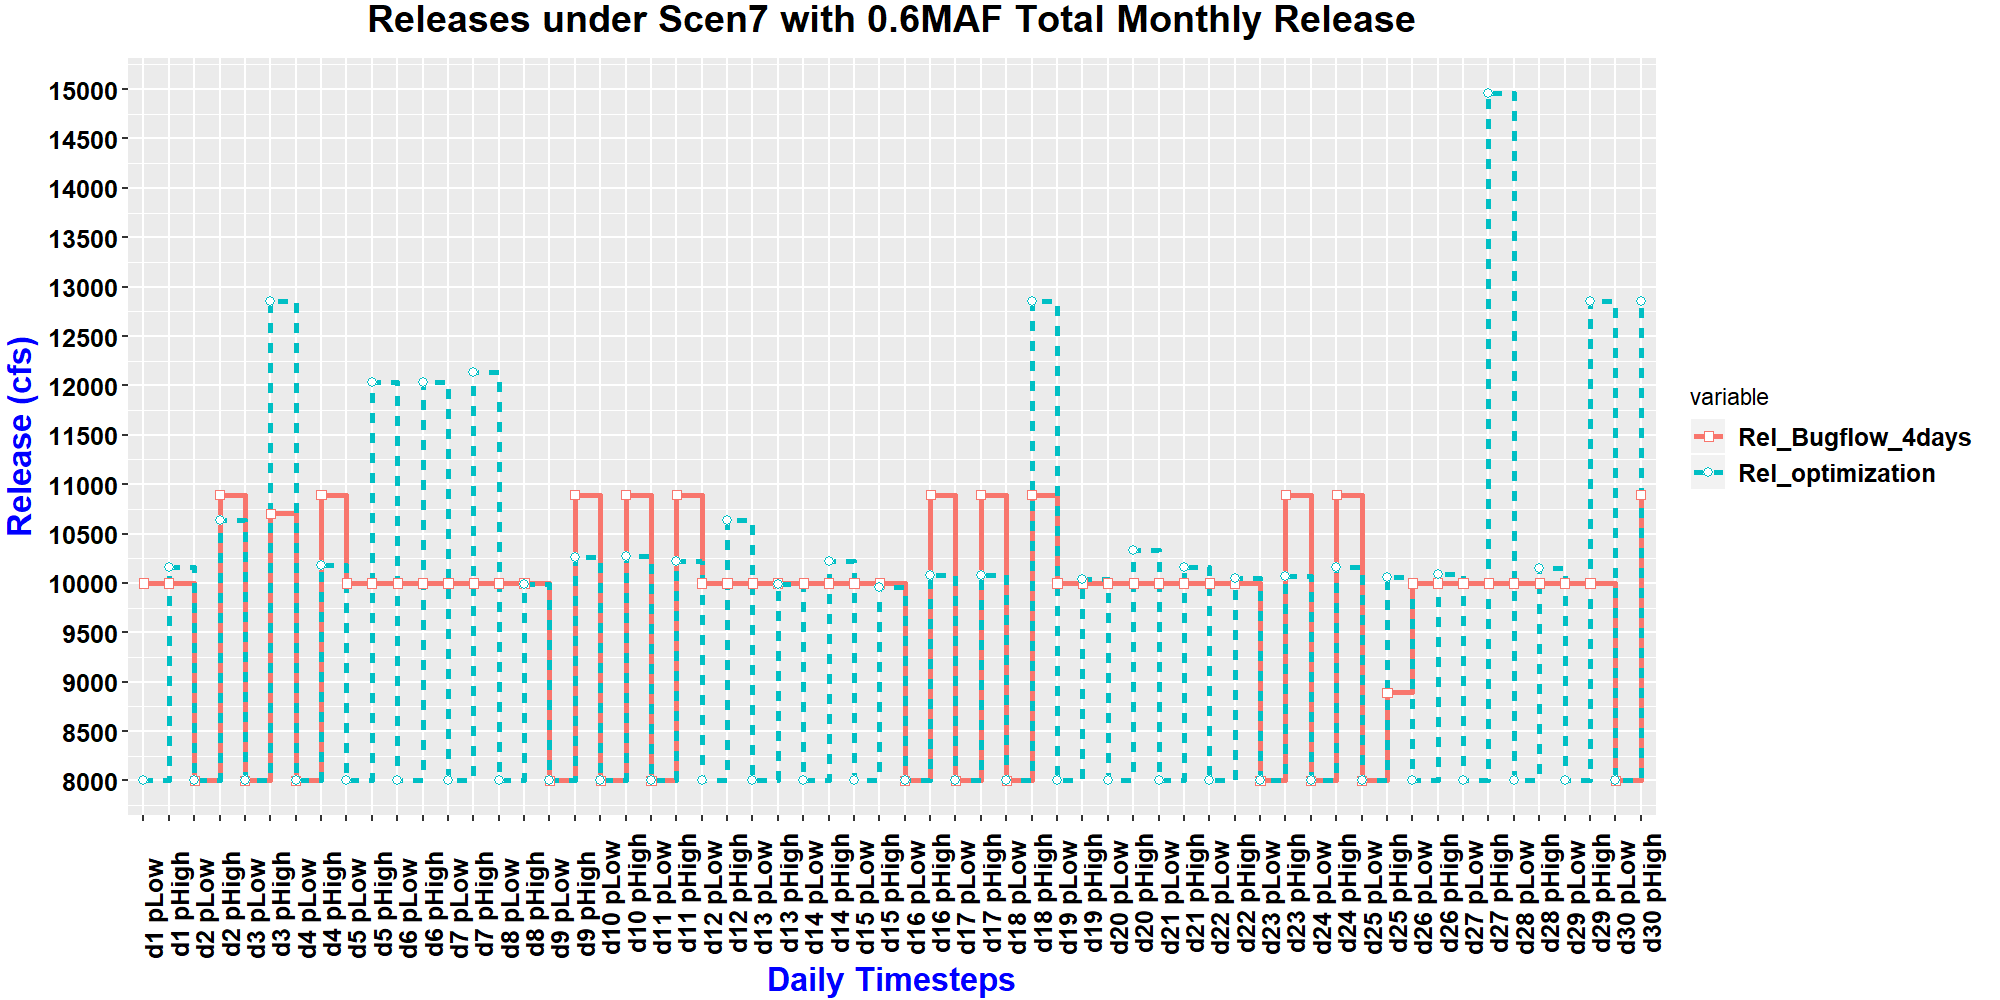 Releases under Scen7 with 0.6MAF Total Monthly Release
Release (cfs)
15000
14500
14000
13500
13000
12500
12000
11500
11000
10500
10000
9500
9000
8500
8000
d1 pLow
d1 pHigh
d2 pLow
d2 pHigh
d3 pLow
d3 pHigh
d4 pLow
d4 pHigh
d5 pLow
d5 pHigh
d6 pLow
d6 pHigh
d7 pLow
d7 pHigh
d8 pLow
d8 pHigh
d9 pLow
d9 pHigh
d10 pLow
d10 pHigh
d11 pLow
d11 pHigh
d12 pLow
d12 pHigh
d13 pLow
d13 pHigh
d14 pLow
d14 pHigh
d15 pLow
d15 pHigh
d16 pLow
d16 pHigh
d17 pLow
d17 pHigh
d18 pLow
d18 pHigh
d19 pLow
d19 pHigh
d20 pLow
d20 pHigh
d21 pLow
d21 pHigh
d22 pLow
d22 pHigh
d23 pLow
d23 pHigh
d24 pLow
d24 pHigh
d25 pLow
d25 pHigh
d26 pLow
d26 pHigh
d27 pLow
d27 pHigh
d28 pLow
d28 pHigh
d29 pLow
d29 pHigh
d30 pLow
d30 pHigh
Daily Timesteps
variable
Rel_Bugflow_4days
Rel_optimization